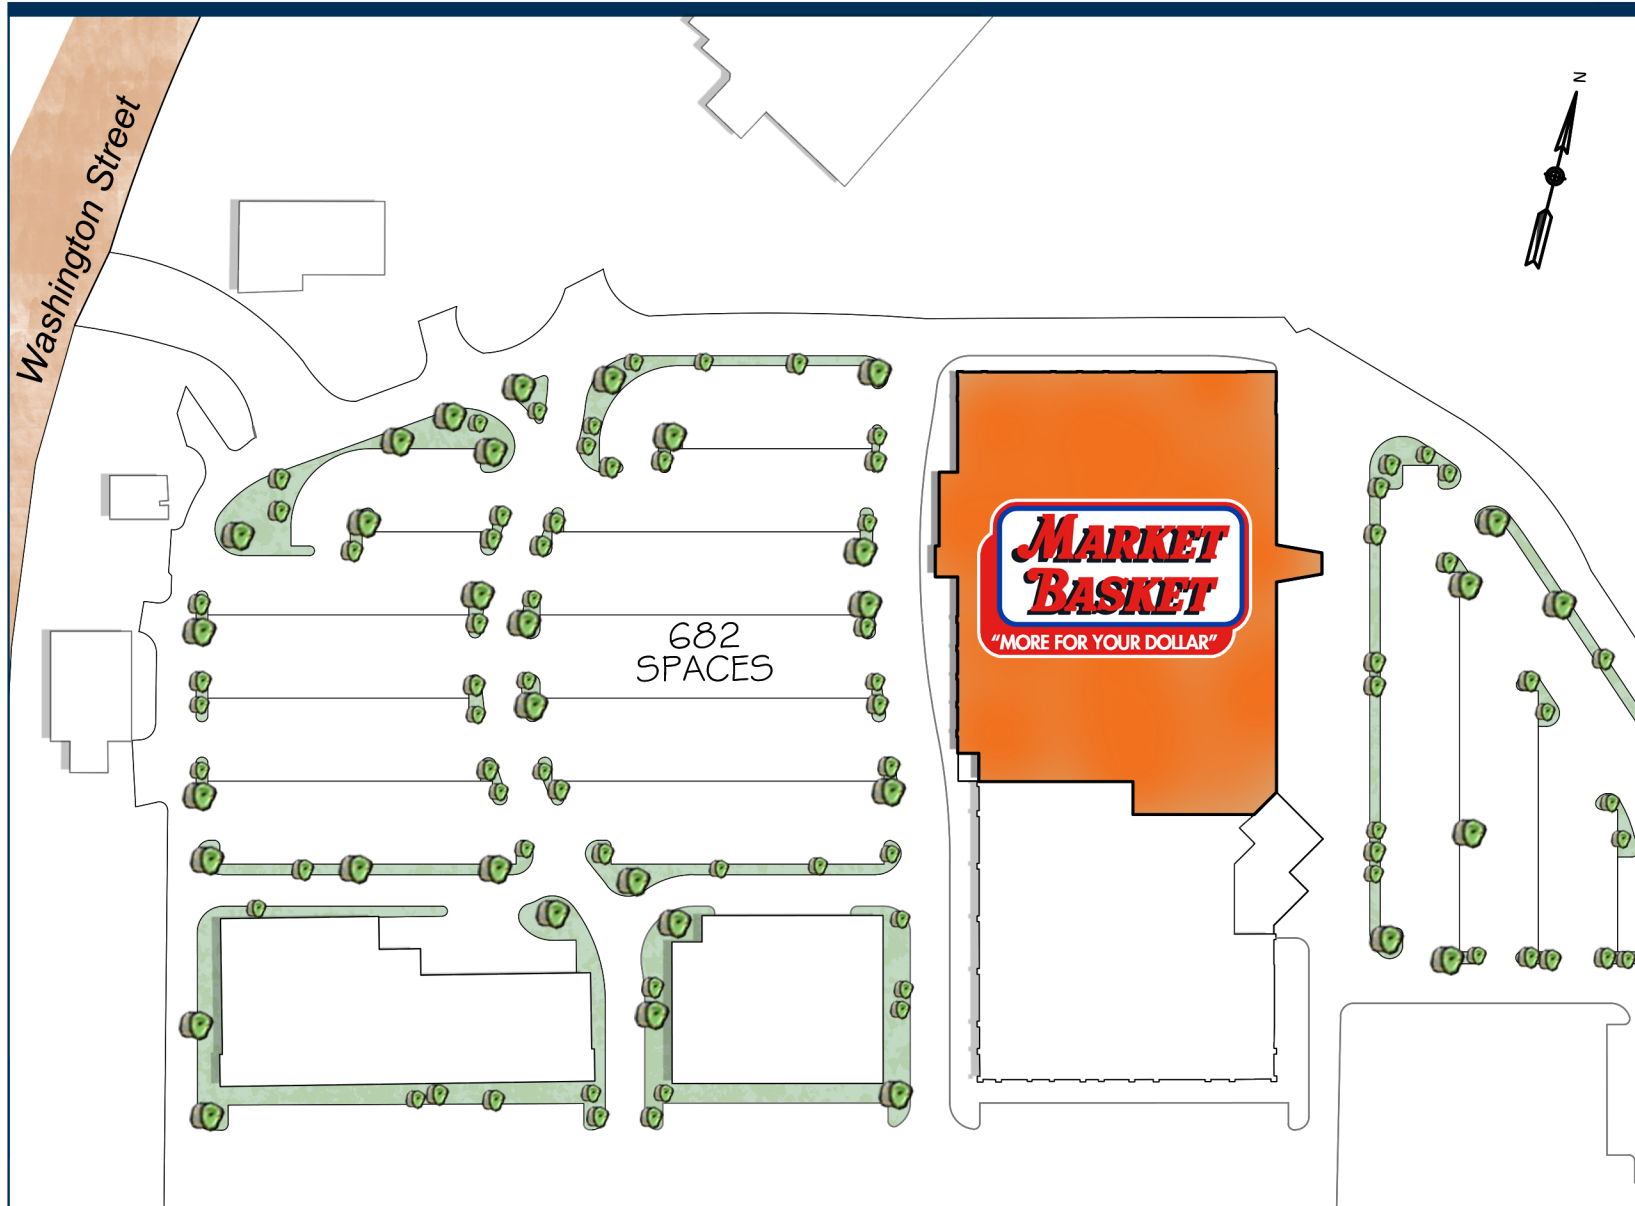 Washington Street
N
MARKET
BASKET
"MORE FOR YOUR DOLLAR"
682
SPACES